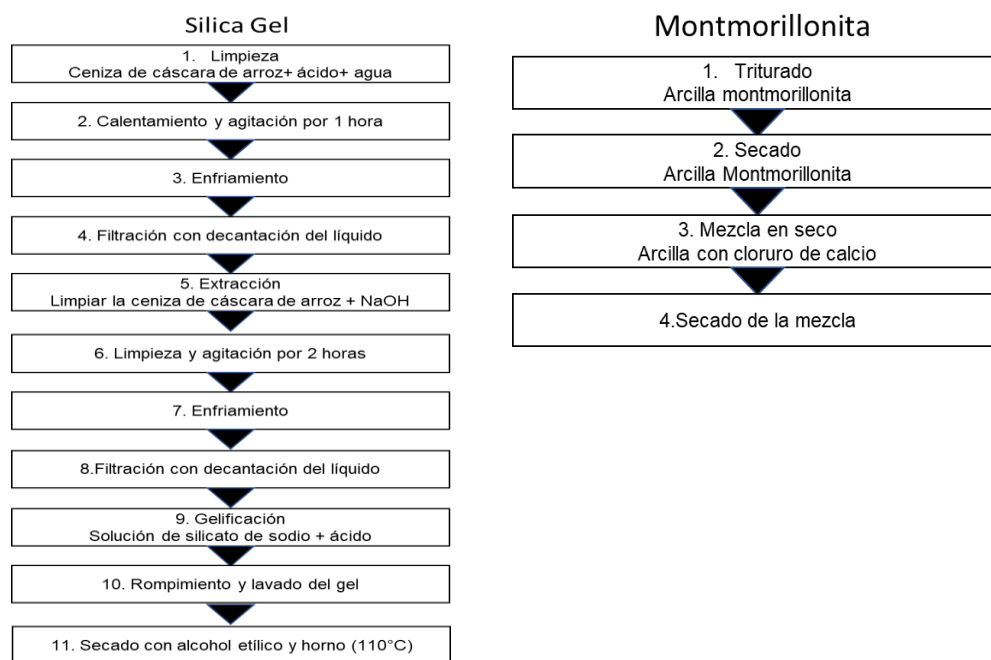 Silica Gel
1. Limpieza
Ceniza de cáscara de arroz+ ácido+ agua
2. Calentamiento y agitación por 1 hora
3. Enfriamiento
4. Filtración con decantación del líquido
5. Extracción
Limpiar la ceniza de cáscara de arroz + NaOH
6. Limpieza y agitación por 2 horas
7. Enfriamiento
8.Filtración con decantación del líquido
9. Gelificación
Solución de silicato de sodio + ácido
10. Rompimiento y lavado del gel
11. Secado con alcohol etílico y horno (110°C)
Montmorillonita
1. Triturado
Arcilla montmorillonita
2. Secado
Arcilla Montmorillonita
3. Mezcla en seco
Arcilla con cloruro de calcio
4.Secado de la mezcla